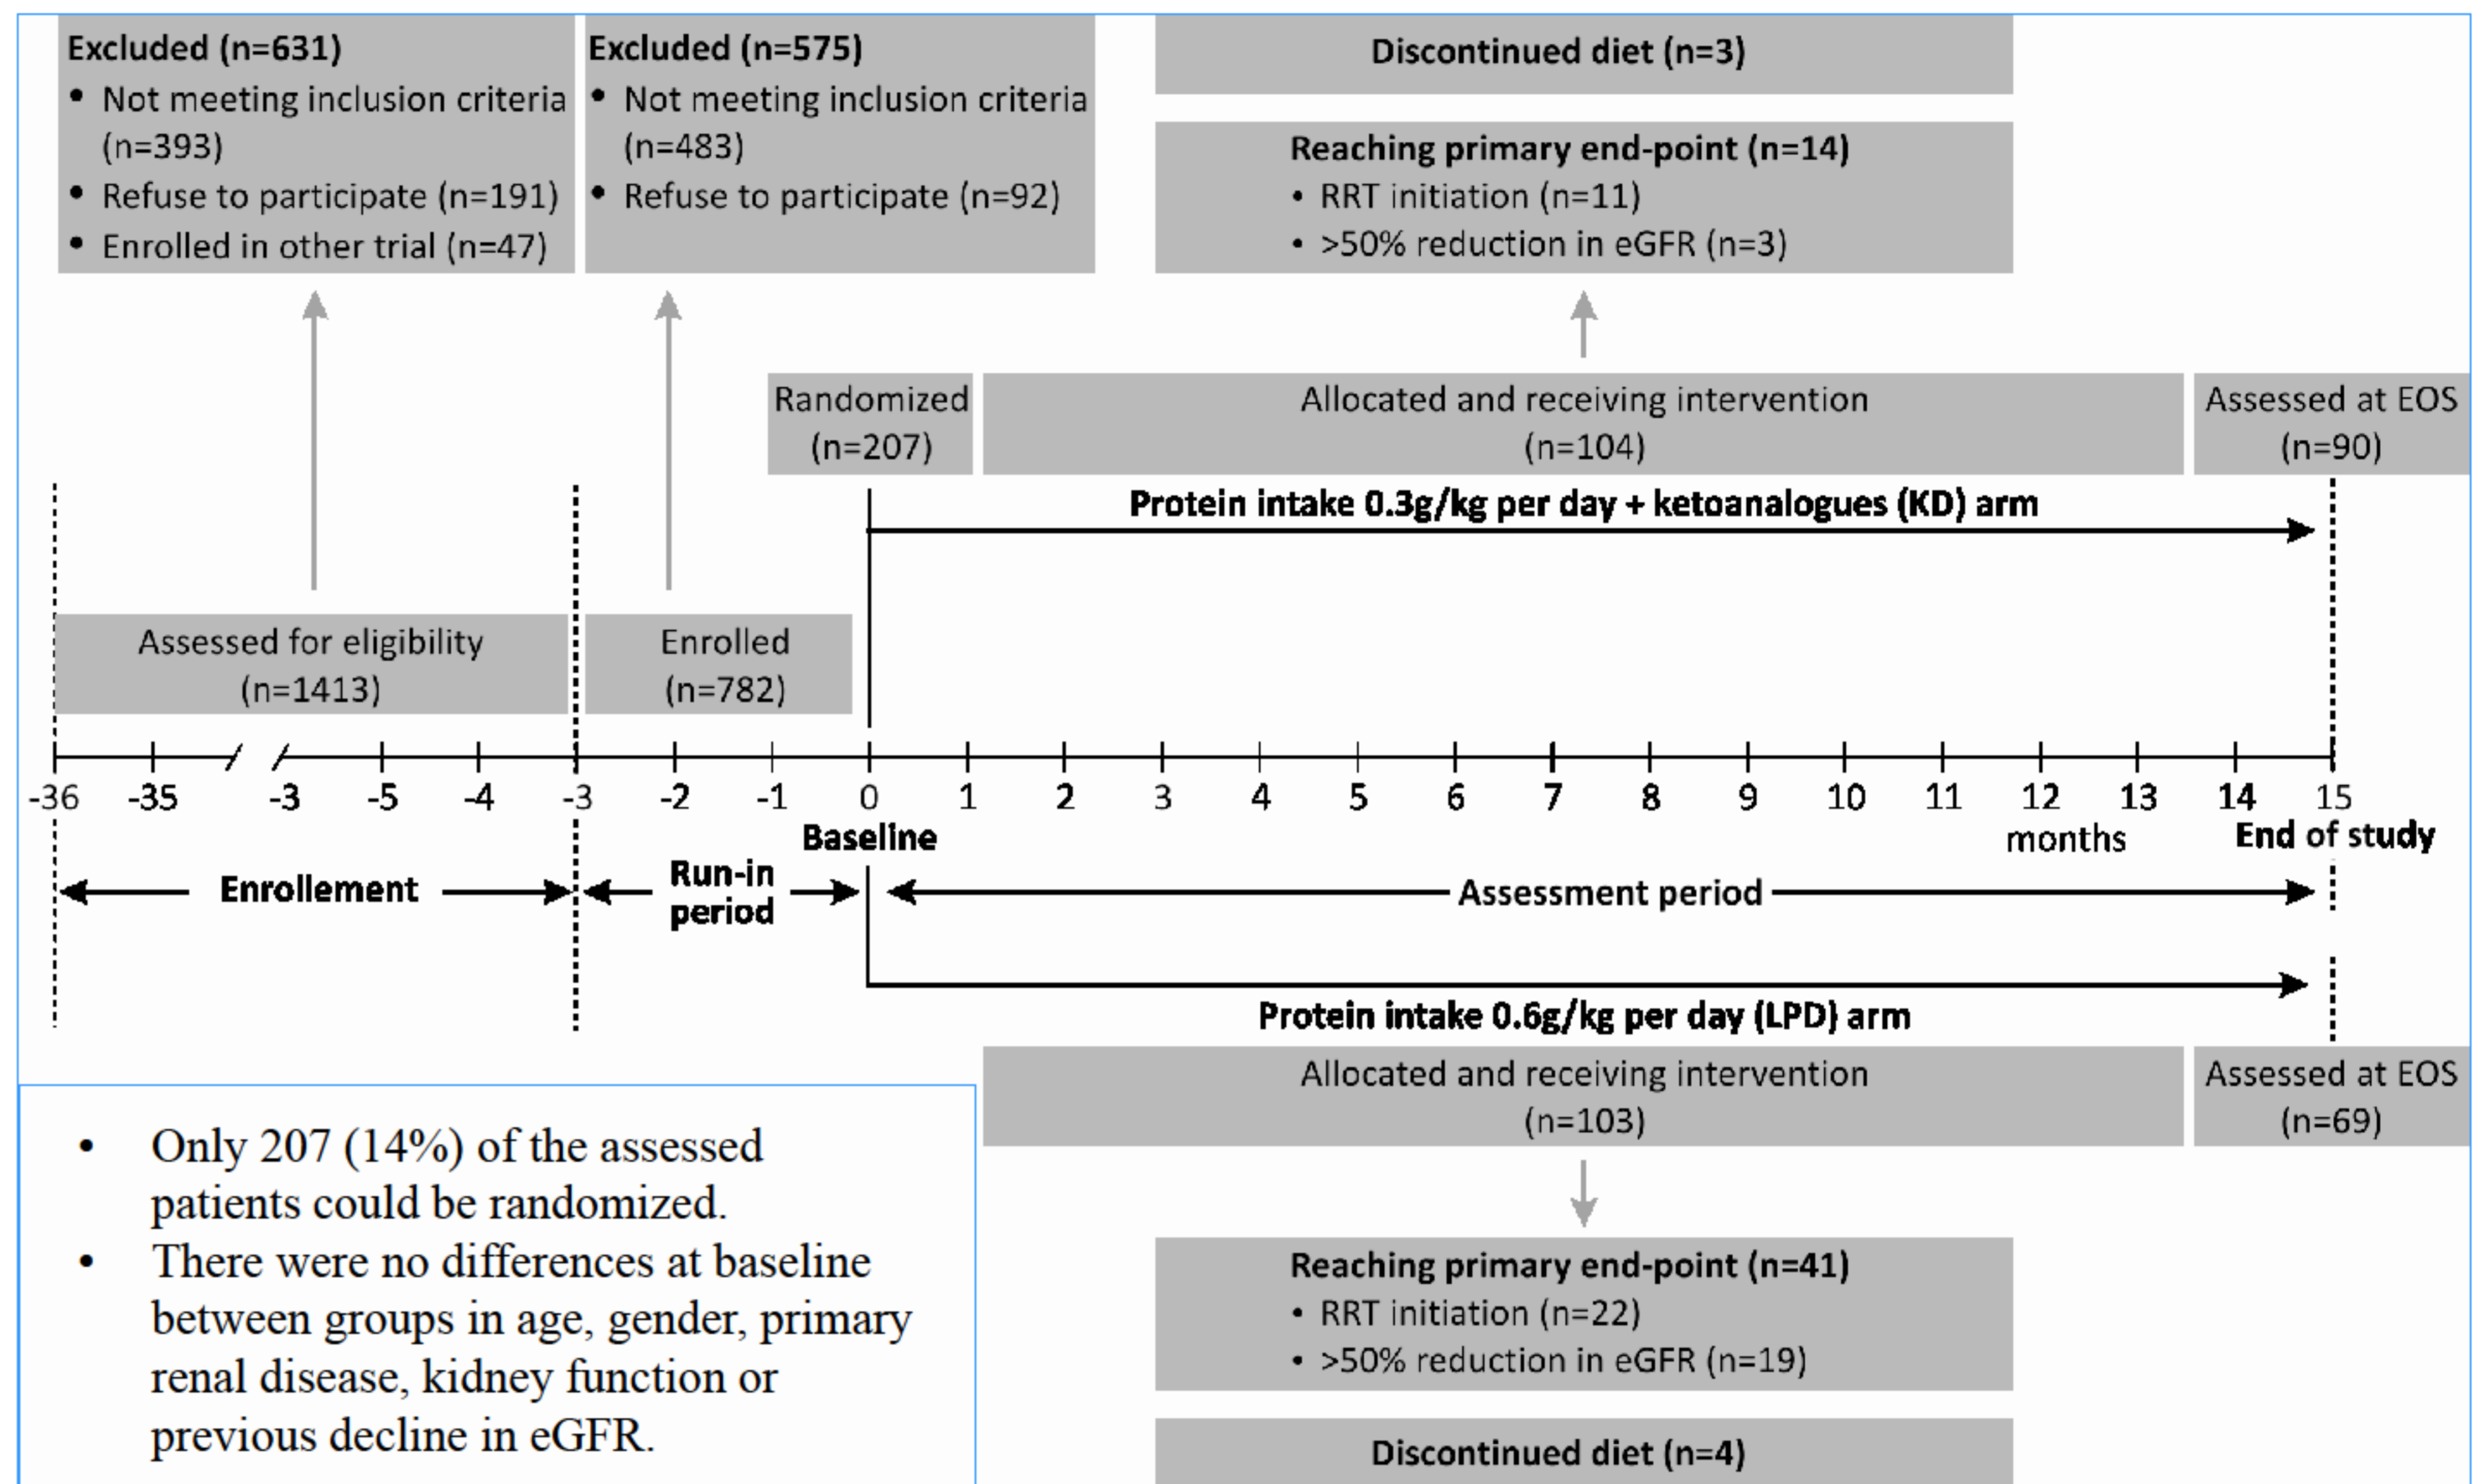 Excluded (n=631)
• Not meeting inclusion criteria
(n=393)
• Refuse to participate (n=191)
• Enrolled in other trial (n=47)
Excluded (n=575)
• Not meeting inclusion criteria
(n=483)
• Refuse to participate (n=92)
Discontinued diet (n=3)
Reaching primary end-point (n=14)
• RRT initiation (n=11)
• >50% reduction in eGFR (n=3)
Randomized
(n=207)
Allocated and receiving intervention
(n=104)
Assessed at EOS
(n=90)
Protein intake 0.3g/kg per day + ketoanalogues (KD) arm
Assessed for eligibility
(n=1413)
Enrolled
(n=782)
-36 -35 -3 -5 -4 -3 -2 -1 0 1 2 3 4 5 6 7 8 9 10 11 12 13 14 15
Baseline
months
End of study
Enrollement
Run-in
period
Assessment period
Protein intake 0.6g/kg per day (LPD) arm
Allocated and receiving intervention
(n=103)
Assessed at EOS
(n=69)
Reaching primary end-point (n=41)
• RRT initiation (n=22)
• >50% reduction in eGFR (n=19)
Discontinued diet (n=4)
• Only 207 (14%) of the assessed
patients could be randomized.
• There were no differences at baseline
between groups in age, gender, primary
renal disease, kidney function or
previous decline in eGFR.